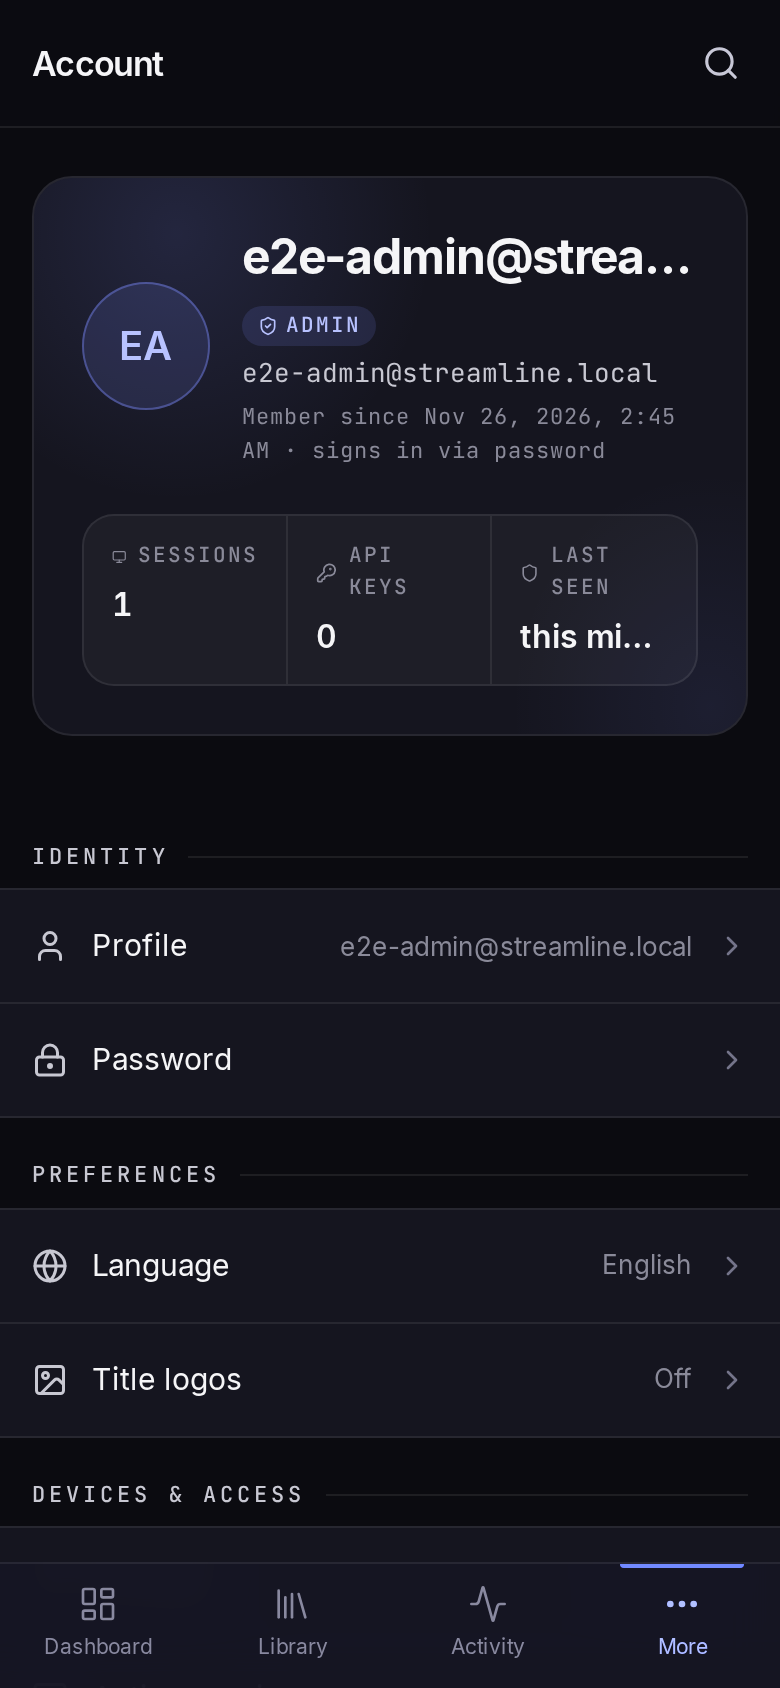 Account
e2e-admin@strea…
EA
ADMIN
e2e-admin@streamline.local
Member since Nov 26, 2026, 2:45
AM · signs in via password
SESSIONS
1
API
KEYS
0
LAST
SEEN
this mi…
IDENTITY
Profile e2e-admin@streamline.local
Password
PREFERENCES
Language English
Title logos Off
DEVICES & ACCESS
Dashboard Library Activity More